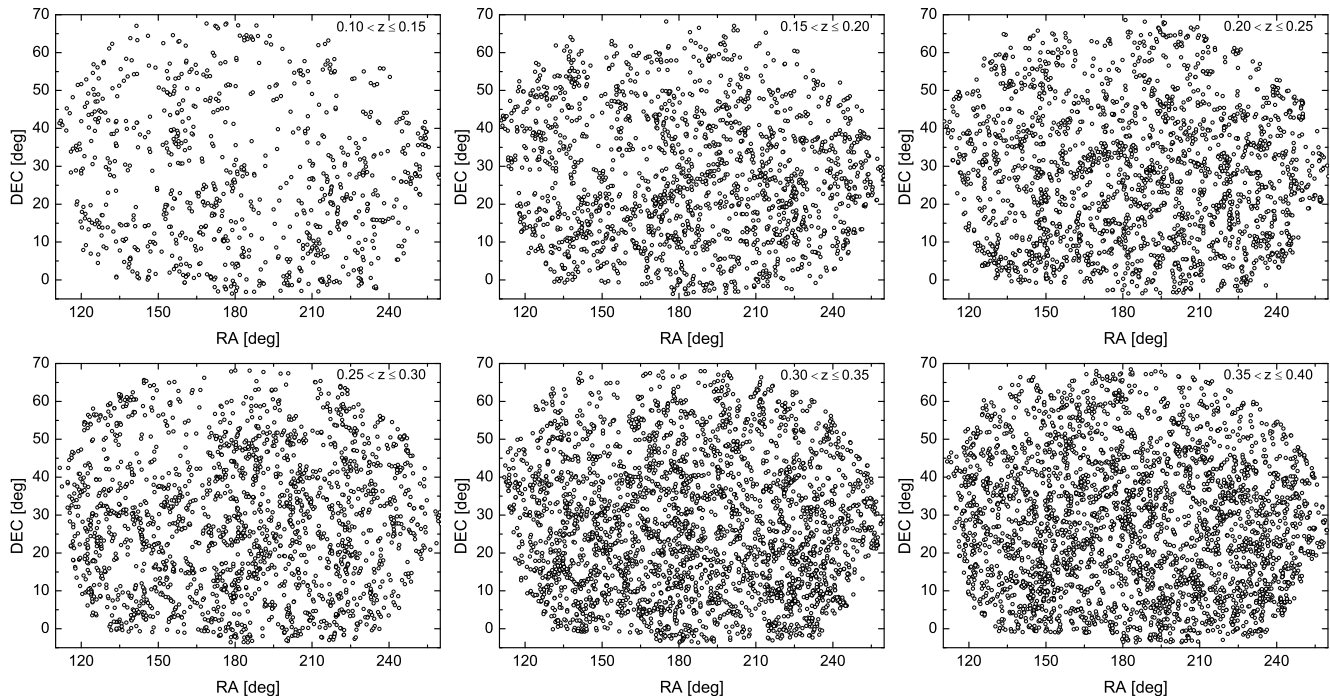 0.10 < z ≤ 0.15
70
60
50
40
30
20
10
0
DEC [deg]
120 150 180 210 240
RA [deg]
0.15 < z ≤ 0.20
70
60
50
40
30
20
10
0
DEC [deg]
120 150 180 210 240
RA [deg]
0.20 < z ≤ 0.25
70
60
50
40
30
20
10
0
DEC [deg]
120 150 180 210 240
RA [deg]
0.25 < z ≤ 0.30
70
60
50
40
30
20
10
0
DEC [deg]
120 150 180 210 240
RA [deg]
0.30 < z ≤ 0.35
70
60
50
40
30
20
10
0
DEC [deg]
120 150 180 210 240
RA [deg]
0.35 < z ≤ 0.40
70
60
50
40
30
20
10
0
DEC [deg]
120 150 180 210 240
RA [deg]